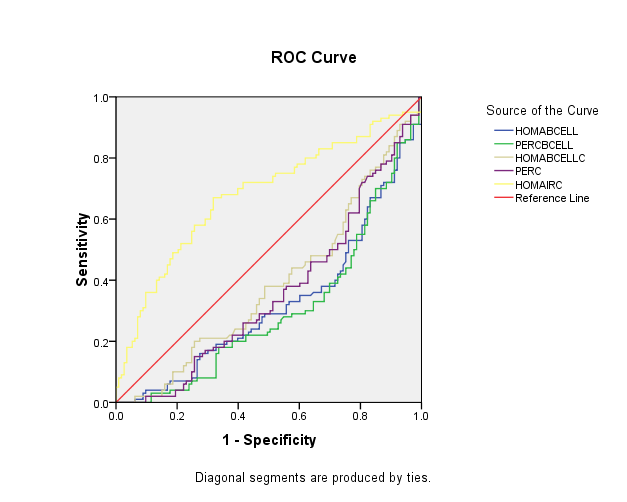 ROC Curve
Sensitivity
1.0
0.8
0.6
0.4
0.2
0.0
0.0 0.2 0.4 0.6 0.8 1.0
1 - Specificity
Source of the Curve
HOMABCELL
PERCBCELL
HOMABCELLC
PERC
HOMAIRC
Reference Line
Diagonal segments are produced by ties.